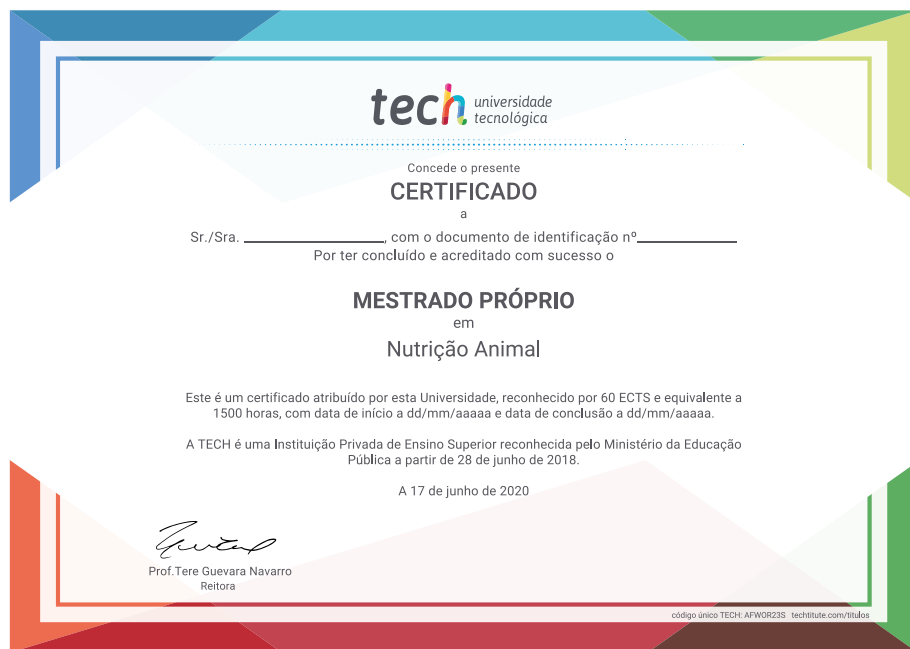 tech universidade
tecnológica
Concede o presente
CERTIFICADO
a
Sr./Sra. , com o documento de identificação nº
Por ter concluído e acreditado com sucesso o
MESTRADO PRÓPRIO
em
Nutrição Animal
Este é um certificado atribuído por esta Universidade, reconhecido por 60 ECTS e equivalente a
1500 horas, com data de início a dd/mm/aaaaa e data de conclusão a dd/mm/aaaaa.
A TECH é uma Instituição Privada de Ensino Superior reconhecida pelo Ministério da Educação
Pública a partir de 28 de junho de 2018.
A 17 de junho de 2020
Prof.Tere Guevara Navarro
Reitora
código único TECH: AFWOR23S techtitute.com/titulos